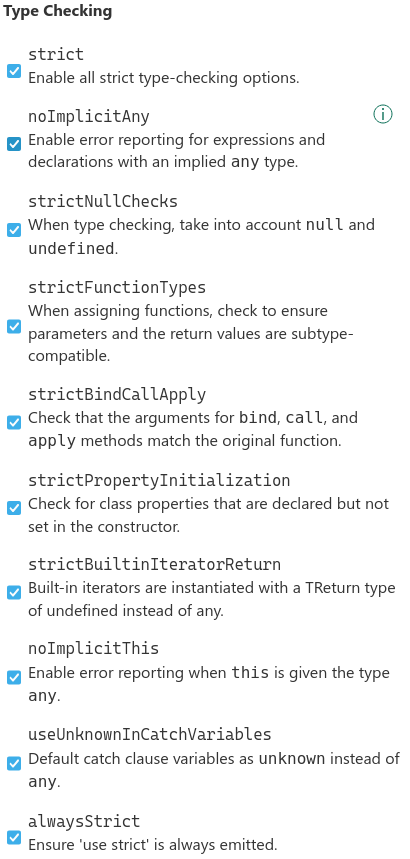 Type Checking
strict
Enable all strict type-checking options.
noImplicitAny
Enable error reporting for expressions and
declarations with an implied any type.
strictNullChecks
When type checking, take into account null and
undefined.
strictFunctionTypes
When assigning functions, check to ensure
parameters and the return values are subtype-
compatible.
strictBindCallApply
Check that the arguments for bind, call, and
apply methods match the original function.
strictPropertyInitialization
Check for class properties that are declared but not
set in the constructor.
strictBuiltinIteratorReturn
Built-in iterators are instantiated with a TReturn type
of undefined instead of any.
noImplicitThis
Enable error reporting when this is given the type
any.
useUnknownInCatchVariables
Default catch clause variables as unknown instead of
any.
alwaysStrict
Ensure 'use strict' is always emitted.